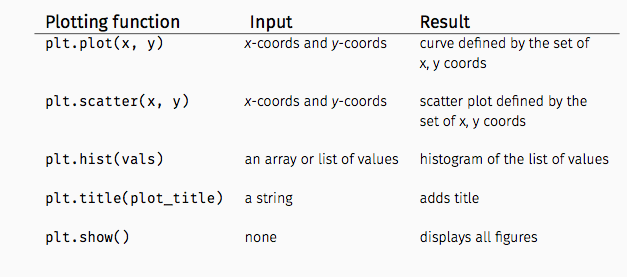 Plotting function Input Result
plt.plot(x, y) x-coords and y-coords curve defined by the set of
x, y coords
plt.scatter(x, y) x-coords and y-coords scatter plot defined by the
set of x, y coords
plt.hist(vals) an array or list of values histogram of the list of values
plt.title(plot_title) a string adds title
plt.show() none displays all figures